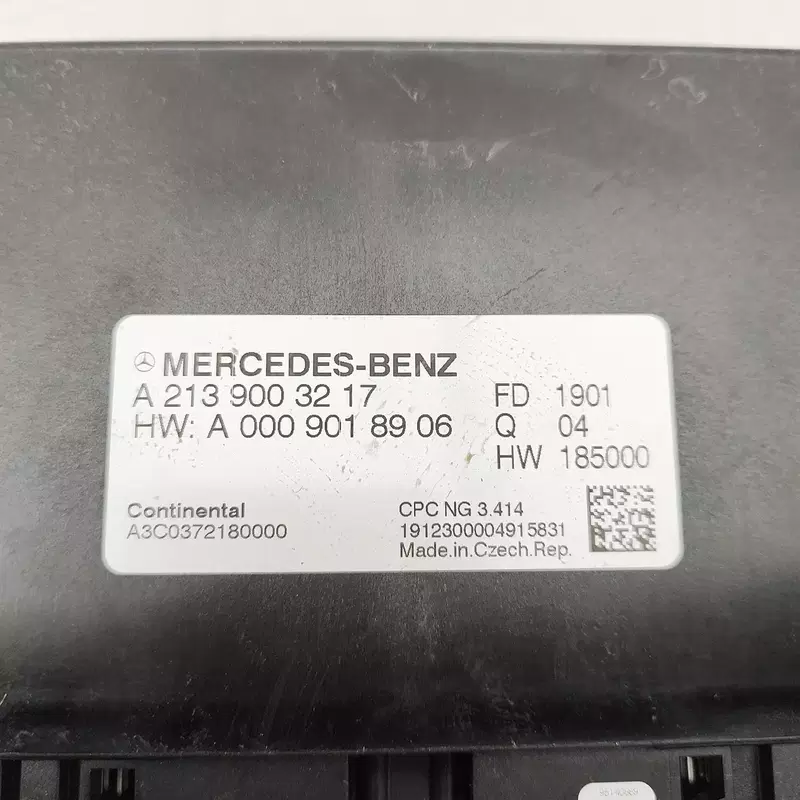 MERCEDES-BENZ
A 213 900 32 17 FD 1901
HW: A 000 901 89 06 Q 04
HW 185000
Continental CPC NG 3.414
A3C0372180000 1912300004915831
Made.in.Czech.Rep.